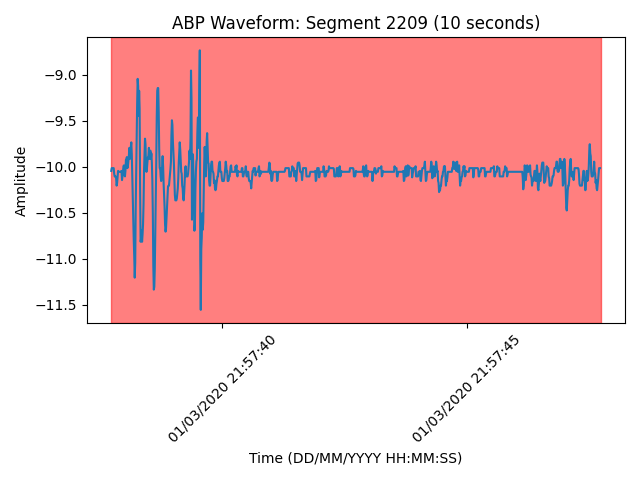 ABP Waveform: Segment 2209 (10 seconds)
Amplitude
−9.0
−9.5
−10.0
−10.5
−11.0
−11.5
01/03/2020 21:57:40
01/03/2020 21:57:45
Time (DD/MM/YYYY HH:MM:SS)